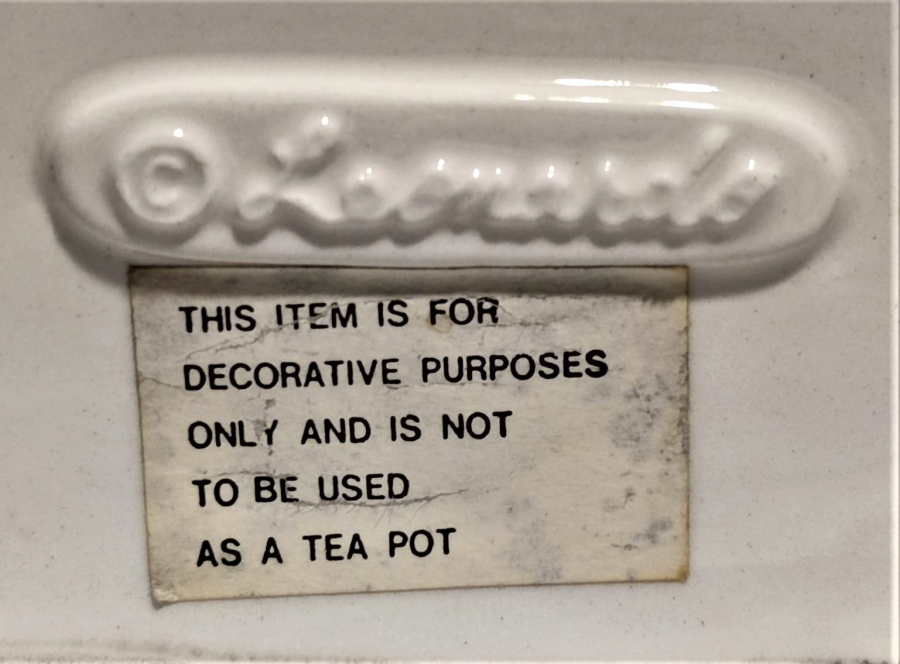 © Leonardo
THIS ITEM IS FOR
DECORATIVE PURPOSES
ONLY AND IS NOT
TO BE USED
AS A TEA POT